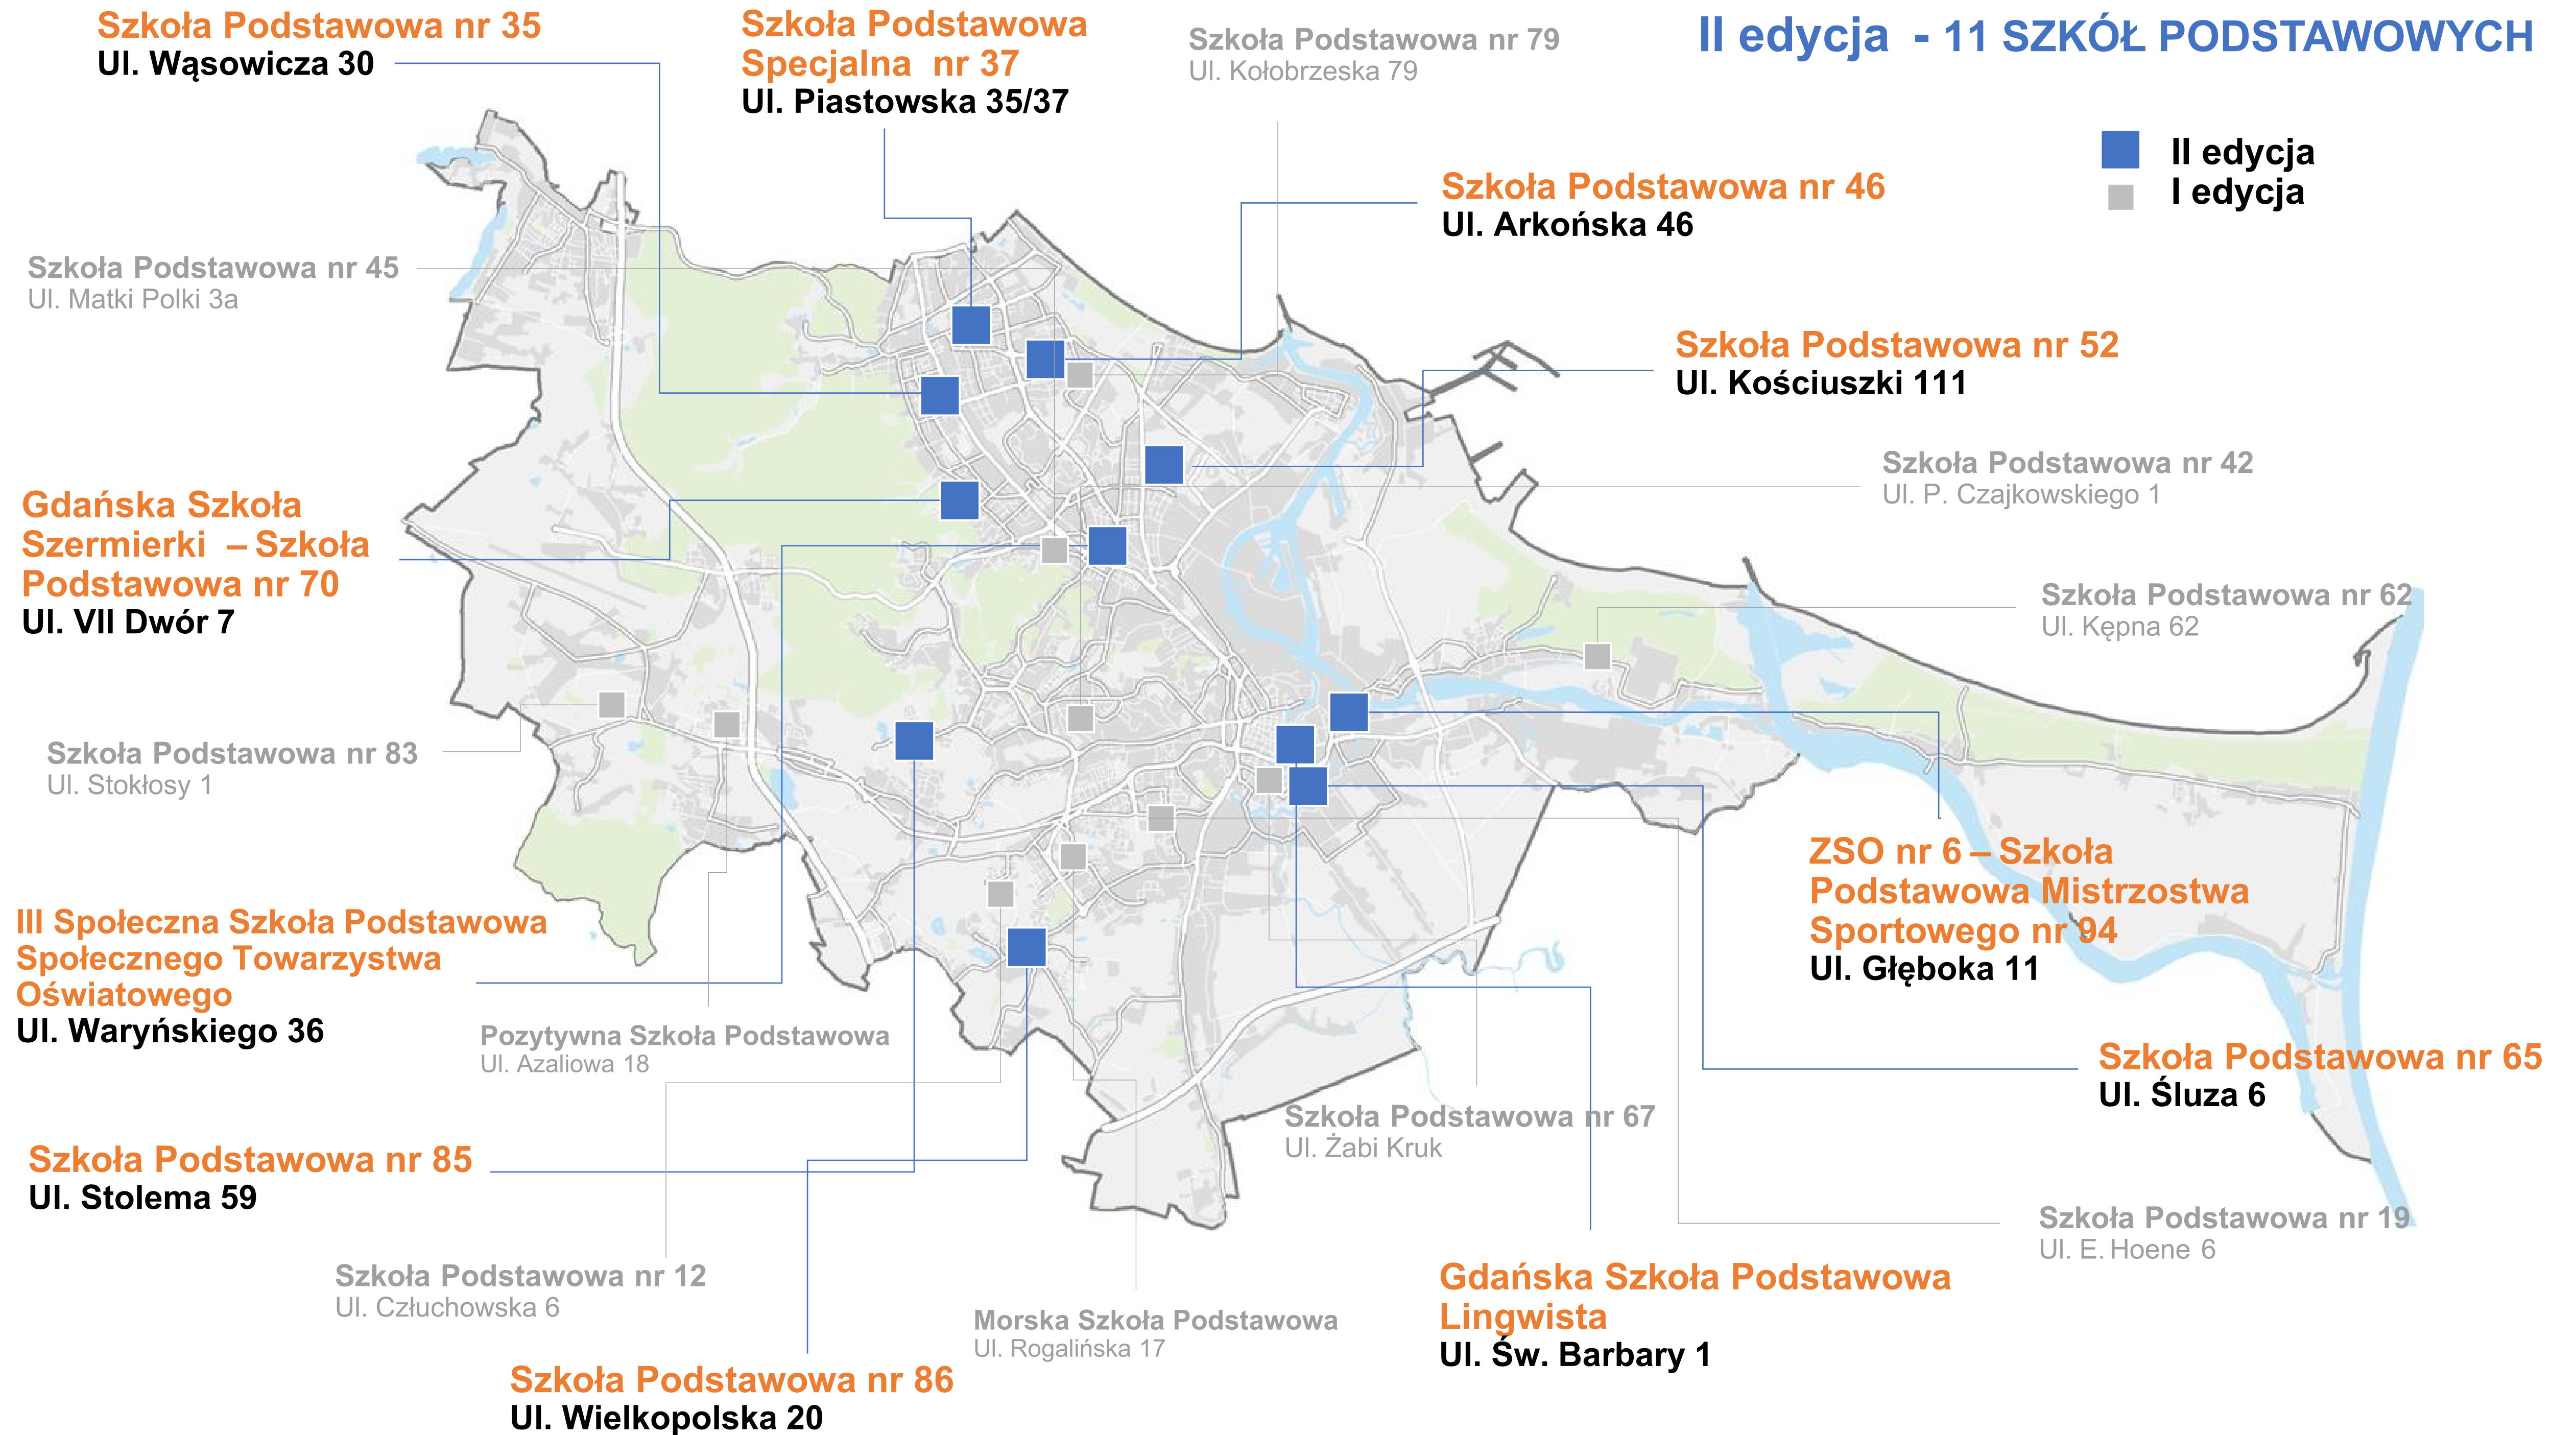 Szkoła Podstawowa nr 35
Ul. Wąsowicza 30
Szkoła Podstawowa
Specjalna nr 37
Ul. Piastowska 35/37
Szkoła Podstawowa nr 79
Ul. Kołobrzeska 79
II edycja - 11 SZKÓŁ PODSTAWOWYCH
II edycja
I edycja
Szkoła Podstawowa nr 46
Ul. Arkońska 46
Szkoła Podstawowa nr 45
Ul. Matki Polki 3a
Szkoła Podstawowa nr 52
Ul. Kościuszki 111
Szkoła Podstawowa nr 42
Ul. P. Czajkowskiego 1
Gdańska Szkoła
Szermierki – Szkoła
Podstawowa nr 70
Ul. VII Dwór 7
Szkoła Podstawowa nr 62
Ul. Kępna 62
Szkoła Podstawowa nr 83
Ul. Stokłosy 1
ZSO nr 6 – Szkoła
Podstawowa Mistrzostwa
Sportowego nr 94
Ul. Głęboka 11
III Społeczna Szkoła Podstawowa
Społecznego Towarzystwa
Oświatowego
Ul. Waryńskiego 36
Pozytywna Szkoła Podstawowa
Ul. Azaliowa 18
Szkoła Podstawowa nr 65
Ul. Śluza 6
Szkoła Podstawowa nr 67
Ul. Żabi Kruk
Szkoła Podstawowa nr 85
Ul. Stolema 59
Szkoła Podstawowa nr 19
Ul. E. Hoene 6
Szkoła Podstawowa nr 12
Ul. Człuchowska 6
Morska Szkoła Podstawowa
Ul. Rogalińska 17
Gdańska Szkoła Podstawowa
Lingwista
Ul. Św. Barbary 1
Szkoła Podstawowa nr 86
Ul. Wielkopolska 20